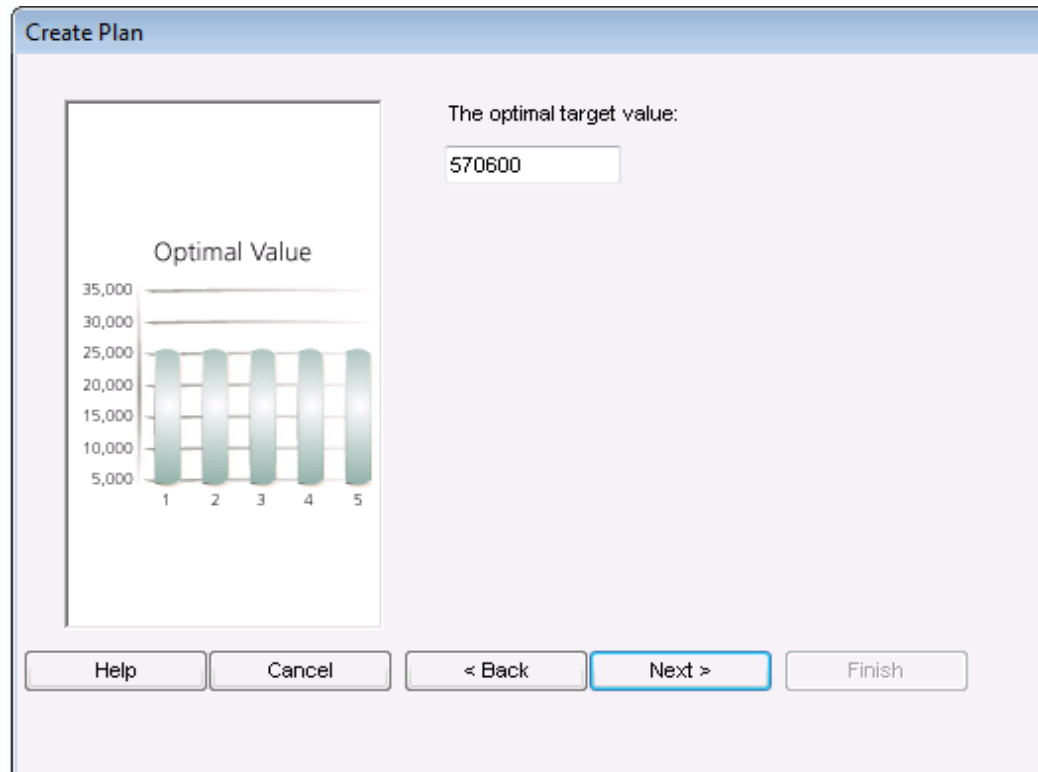 Create Plan
The optimal target value:
570600
Optimal Value
35,000
30,000
25,000
20,000
15,000
10,000
5,000
1 2 3 4 5
Help Cancel < Back Next > Finish